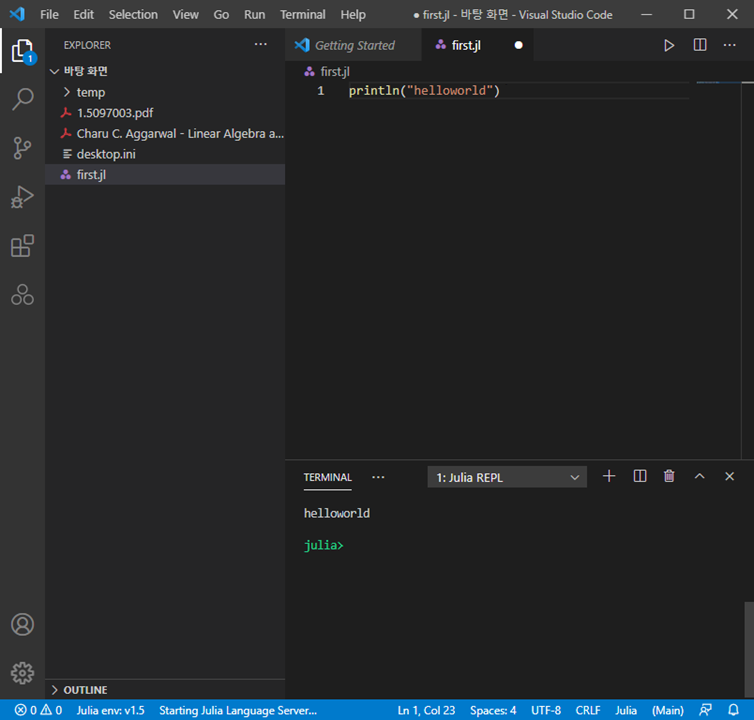 File Edit Selection View Go Run Terminal Help ● first.jl - 바탕 화면 - Visual Studio Code
EXPLORER ···
1
바탕 화면
temp
1.5097003.pdf
Charu C. Aggarwal - Linear Algebra a...
desktop.ini
first.jl
OUTLINE
Getting Started first.jl
first.jl
1 println("helloworld")
TERMINAL ··· 1: Julia REPL
helloworld
julia>
0 0 Julia env: v1.5 Starting Julia Language Server... Ln 1, Col 23 Spaces: 4 UTF-8 CRLF Julia (Main)